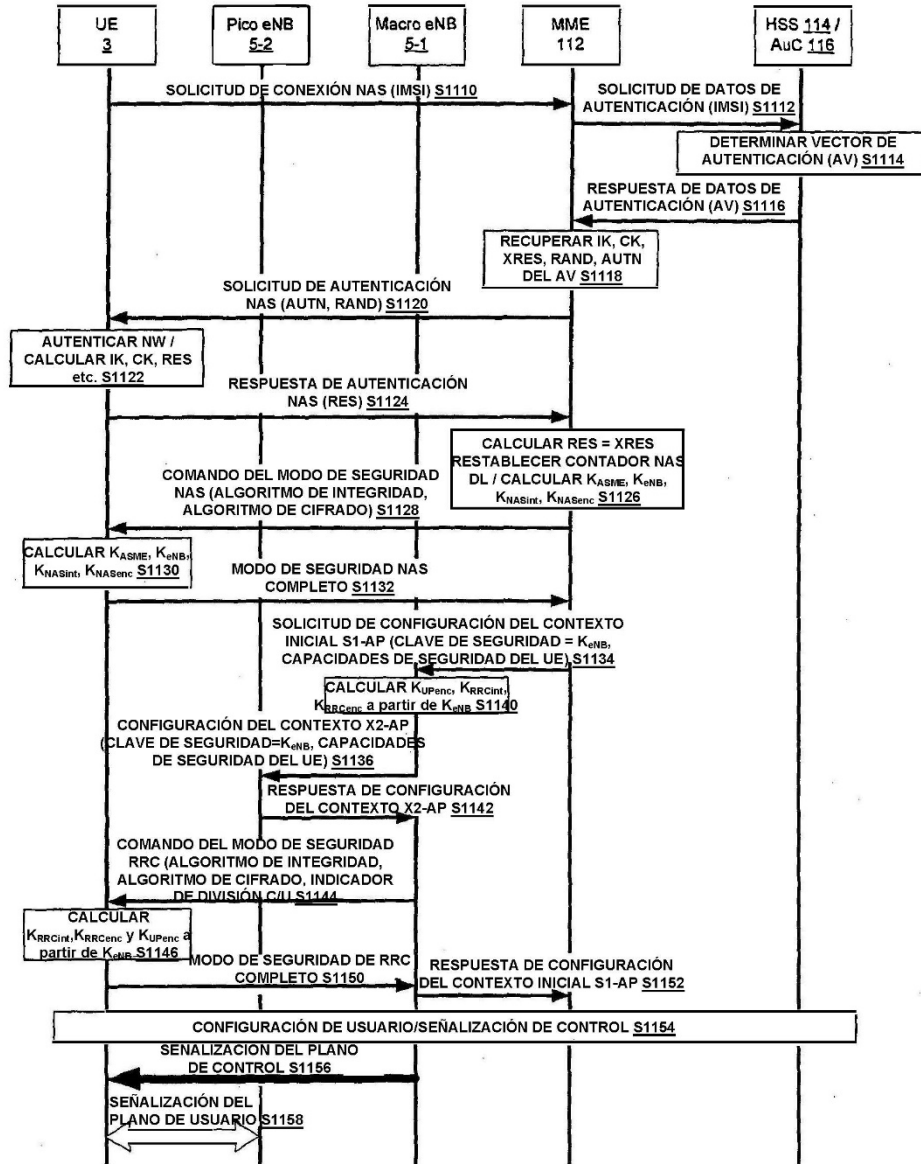 UE
3
Pico eNB
5-2
Macro eNB
5-1
MME
112
HSS 114 /
AuC 116
SOLICITUD DE CONEXIÓN NAS (IMSI) S1110
SOLICITUD DE DATOS DE
AUTENTICACIÓN (IMSI) S1112
DETERMINAR VECTOR DE
AUTENTICACIÓN (AV) S1114
RESPUESTA DE DATOS DE
AUTENTICACIÓN (AV) S1116
RECUPERAR IK, CK,
XRES, RAND, AUTN
DEL AV S1118
SOLICITUD DE AUTENTICACIÓN
NAS (AUTN, RAND) S1120
AUTENTICAR NW /
CALCULAR IK, CK, RES
etc. S1122
RESPUESTA DE AUTENTICACIÓN
NAS (RES) S1124
CALCULAR RES = XRES
RESTABLECER CONTADOR NAS
DL / CALCULAR KASME, KeNB,
KNASint, KNASenc S1126
COMANDO DEL MODO DE SEGURIDAD
NAS (ALGORITMO DE INTEGRIDAD,
ALGORITMO DE CIFRADO) S1128
CALCULAR KASME, KeNB,
KNASint, KNASenc S1130
MODO DE SEGURIDAD NAS
COMPLETO S1132
SOLICITUD DE CONFIGURACIÓN DEL CONTEXTO
INICIAL S1-AP (CLAVE DE SEGURIDAD = KeNB,
CAPACIDADES DE SEGURIDAD DEL UE) S1134
CALCULAR KUPenc, KRRCint,
KRRCenc a partir de KeNB S1140
CONFIGURACIÓN DEL CONTEXTO X2-AP
(CLAVE DE SEGURIDAD=KeNB, CAPACIDADES
DE SEGURIDAD DEL UE) S1136
RESPUESTA DE CONFIGURACIÓN
DEL CONTEXTO X2-AP S1142
COMANDO DEL MODO DE SEGURIDAD
RRC (ALGORITMO DE INTEGRIDAD,
ALGORITMO DE CIFRADO, INDICADOR
DE DIVISIÓN C/U S1144
CALCULAR
KRRCint,KRRCenc y KUPenc a
partir de KeNB S1146
MODO DE SEGURIDAD DE RRC
COMPLETO S1150
RESPUESTA DE CONFIGURACIÓN
DEL CONTEXTO INICIAL S1-AP S1152
CONFIGURACIÓN DE USUARIO/SEÑALIZACIÓN DE CONTROL S1154
SEÑALIZACIÓN DEL PLANO
DE CONTROL S1156
SEÑALIZACIÓN DEL
PLANO DE USUARIO S1158